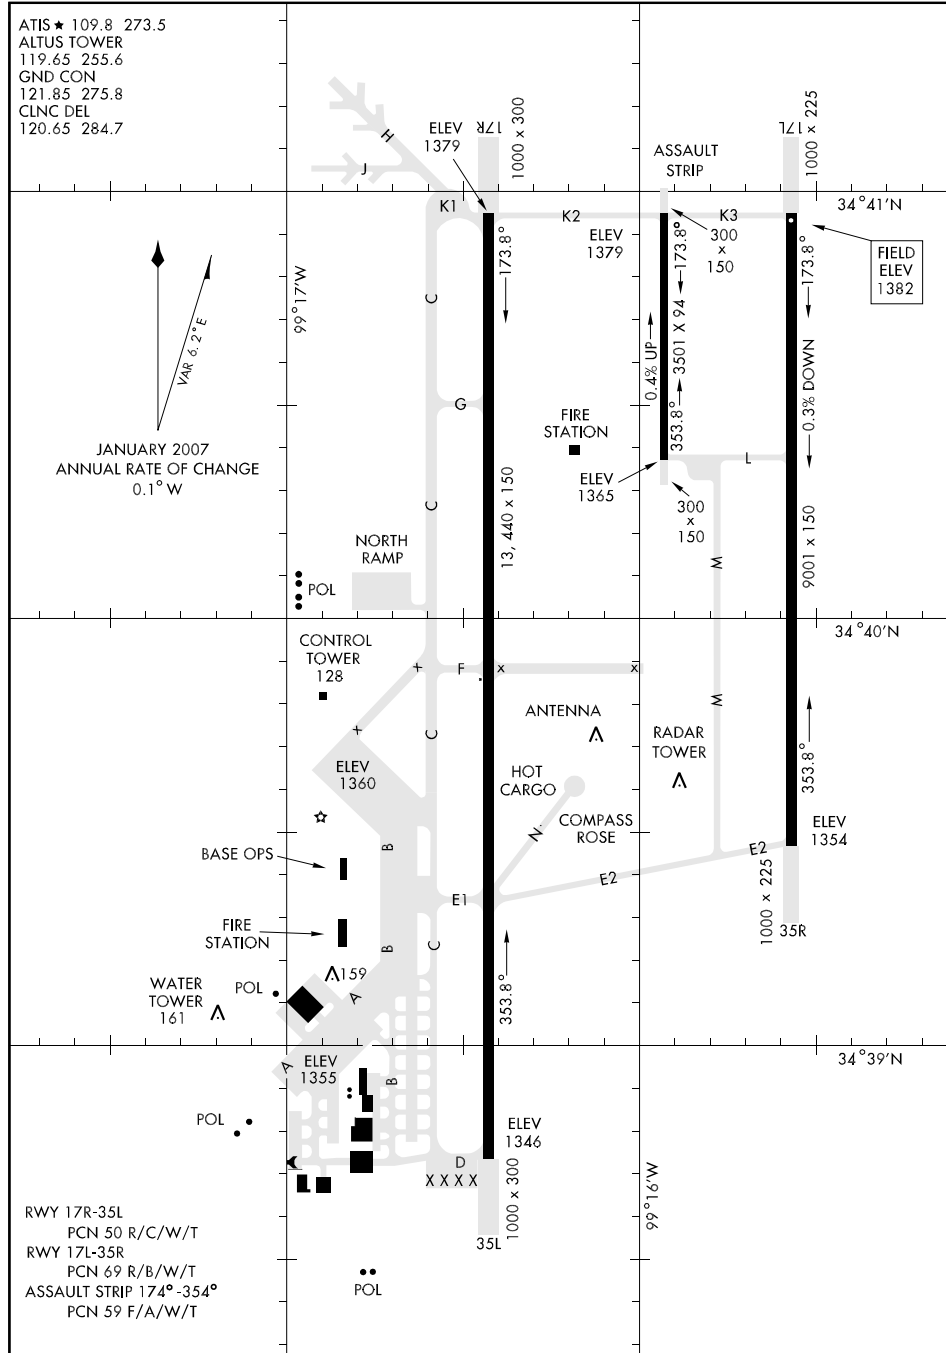 ATIS ★ 109.8 273.5
ALTUS TOWER
119.65 255.6
GND CON
121.85 275.8
CLNC DEL
120.65 284.7
H
J
ELEV
1379
17R
1000 x 300
ASSAULT
STRIP
17L
1000 x 225
34°41'N
K1
K2
K3
ELEV
1379
300
x
150
FIELD
ELEV
1382
99°17'W
VAR 6.2°E
JANUARY 2007
ANNUAL RATE OF CHANGE
0.1° W
C
173.8°
173.8°
173.8°
0.4% UP
3501 X 94
353.8°
0.3% DOWN
G
FIRE
STATION
L
ELEV
1365
300
x
150
C
13, 440 x 150
9001 x 150
NORTH
RAMP
POL
W
34°40'N
CONTROL
TOWER
128
x
F
x
x
W
x
C
ANTENNA
RADAR
TOWER
353.8°
ELEV
1360
HOT
CARGO
N
COMPASS
ROSE
ELEV
1354
BASE OPS
B
E2
E2
1000 x 225
35R
E1
FIRE
STATION
B
C
159
353.8°
WATER
TOWER
161
POL
A
34°39'N
A
ELEV
1355
B
POL
ELEV
1346
D
X X X X
1000 x 300
35L
99°16'W
RWY 17R-35L
PCN 50 R/C/W/T
RWY 17L-35R
PCN 69 R/B/W/T
ASSAULT STRIP 174°-354°
PCN 59 F/A/W/T
POL